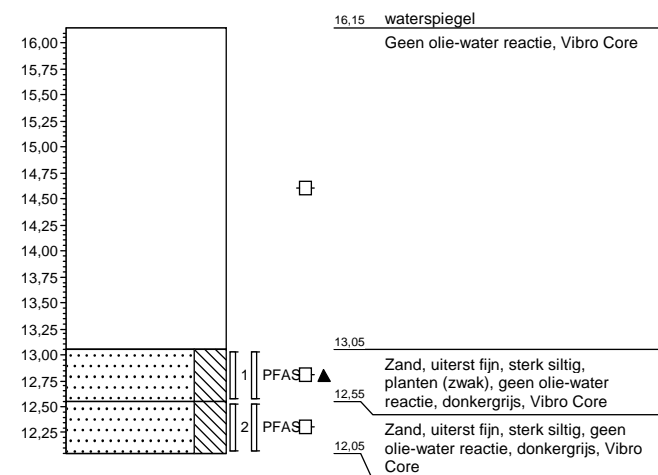 16,15 waterspiegel
Geen olie-water reactie, Vibro Core
16,00
15,75
15,50
15,25
15,00
14,75
14,50
14,25
14,00
13,75
13,50
13,25
13,00
12,75
12,50
12,25
1 PFAS
2 PFAS
13,05
Zand, uiterst fijn, sterk siltig,
planten (zwak), geen olie-water
reactie, donkergrijs, Vibro Core
12,55
Zand, uiterst fijn, sterk siltig, geen
olie-water reactie, donkergrijs, Vibro
Core
12,05